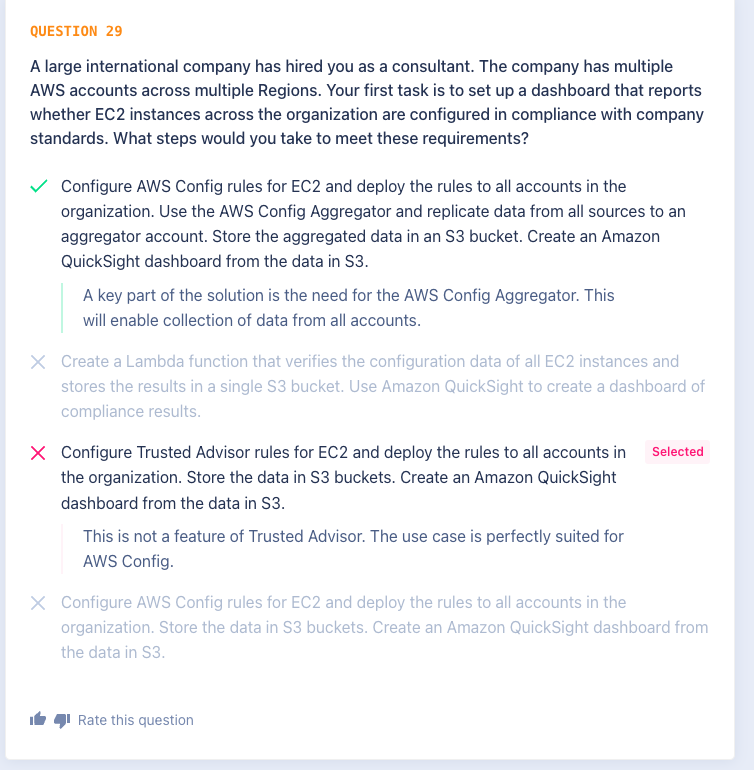 QUESTION 29
A large international company has hired you as a consultant. The company has multiple
AWS accounts across multiple Regions. Your first task is to set up a dashboard that reports
whether EC2 instances across the organization are configured in compliance with company
standards. What steps would you take to meet these requirements?
Configure AWS Config rules for EC2 and deploy the rules to all accounts in the
organization. Use the AWS Config Aggregator and replicate data from all sources to an
aggregator account. Store the aggregated data in an S3 bucket. Create an Amazon
QuickSight dashboard from the data in S3.
A key part of the solution is the need for the AWS Config Aggregator. This
will enable collection of data from all accounts.
Create a Lambda function that verifies the configuration data of all EC2 instances and
stores the results in a single S3 bucket. Use Amazon QuickSight to create a dashboard of
compliance results.
Configure Trusted Advisor rules for EC2 and deploy the rules to all accounts in
Selected
the organization. Store the data in S3 buckets. Create an Amazon QuickSight
dashboard from the data in S3.
This is not a feature of Trusted Advisor. The use case is perfectly suited for
AWS Config.
Configure AWS Config rules for EC2 and deploy the rules to all accounts in the
organization. Store the data in S3 buckets. Create an Amazon QuickSight dashboard from
the data in S3.
Rate this question